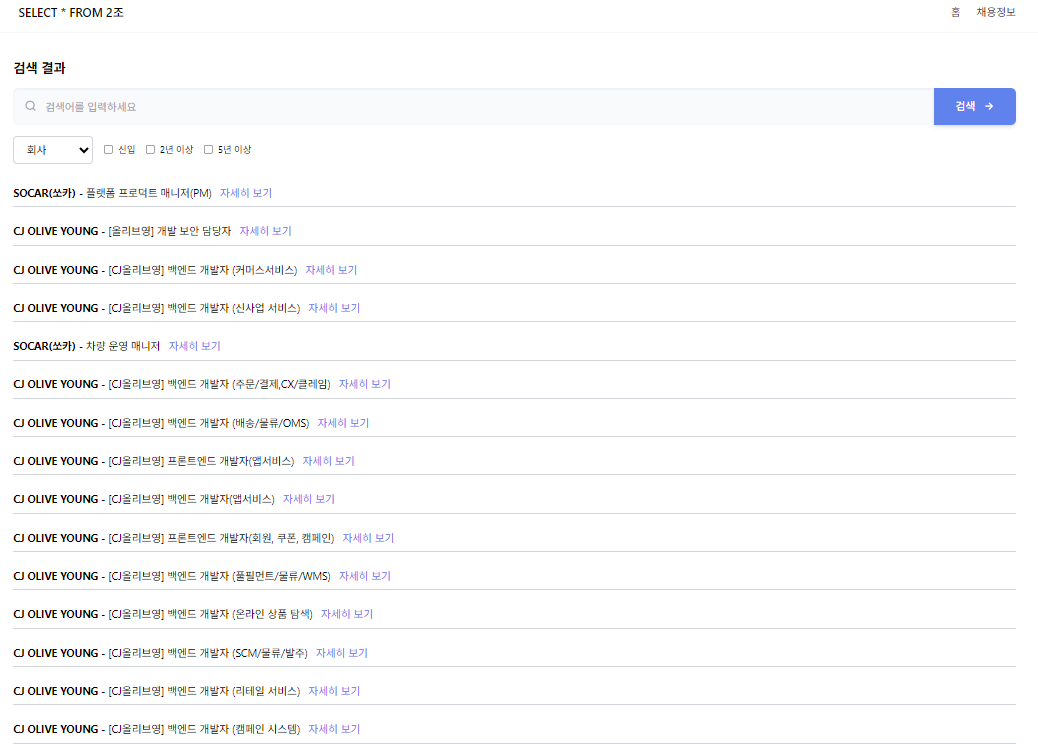 SELECT * FROM 2조 홈 채용정보
검색 결과
검색어를 입력하세요 검색 →
회사 신입 2년 이상 5년 이상
SOCAR(쏘카) - 플랫폼 프로덕트 매니저(PM) 자세히 보기
CJ OLIVE YOUNG - [올리브영] 개발 보안 담당자 자세히 보기
CJ OLIVE YOUNG - [CJ올리브영] 백엔드 개발자 (커머스서비스) 자세히 보기
CJ OLIVE YOUNG - [CJ올리브영] 백엔드 개발자 (신사업 서비스) 자세히 보기
SOCAR(쏘카) - 차량 운영 매니저 자세히 보기
CJ OLIVE YOUNG - [CJ올리브영] 백엔드 개발자 (주문/결제,CX/클레임) 자세히 보기
CJ OLIVE YOUNG - [CJ올리브영] 백엔드 개발자 (배송/물류/OMS) 자세히 보기
CJ OLIVE YOUNG - [CJ올리브영] 프론트엔드 개발자(앱서비스) 자세히 보기
CJ OLIVE YOUNG - [CJ올리브영] 백엔드 개발자(앱서비스) 자세히 보기
CJ OLIVE YOUNG - [CJ올리브영] 프론트엔드 개발자(회원, 쿠폰, 캠페인) 자세히 보기
CJ OLIVE YOUNG - [CJ올리브영] 백엔드 개발자 (풀필먼트/물류/WMS) 자세히 보기
CJ OLIVE YOUNG - [CJ올리브영] 백엔드 개발자 (온라인 상품 탐색) 자세히 보기
CJ OLIVE YOUNG - [CJ올리브영] 백엔드 개발자 (SCM/물류/발주) 자세히 보기
CJ OLIVE YOUNG - [CJ올리브영] 백엔드 개발자 (리테일 서비스) 자세히 보기
CJ OLIVE YOUNG - [CJ올리브영] 백엔드 개발자 (캠페인 시스템) 자세히 보기